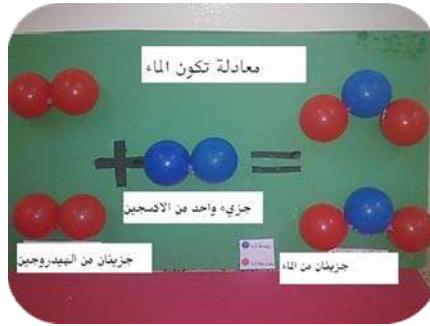 معادلة تكون الماء
+
=
جزيء واحد من الاكسجين
جزيئان من الهيدروجين
جزيئان من الماء